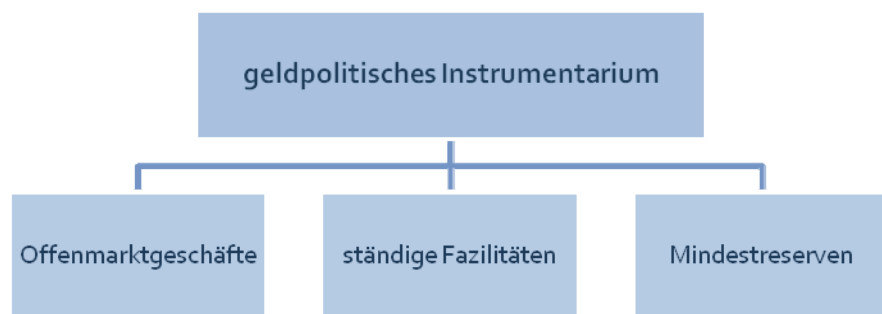 geldpolitisches Instrumentarium
Offenmarktgeschäfte
ständige Fazilitäten
Mindestreserven